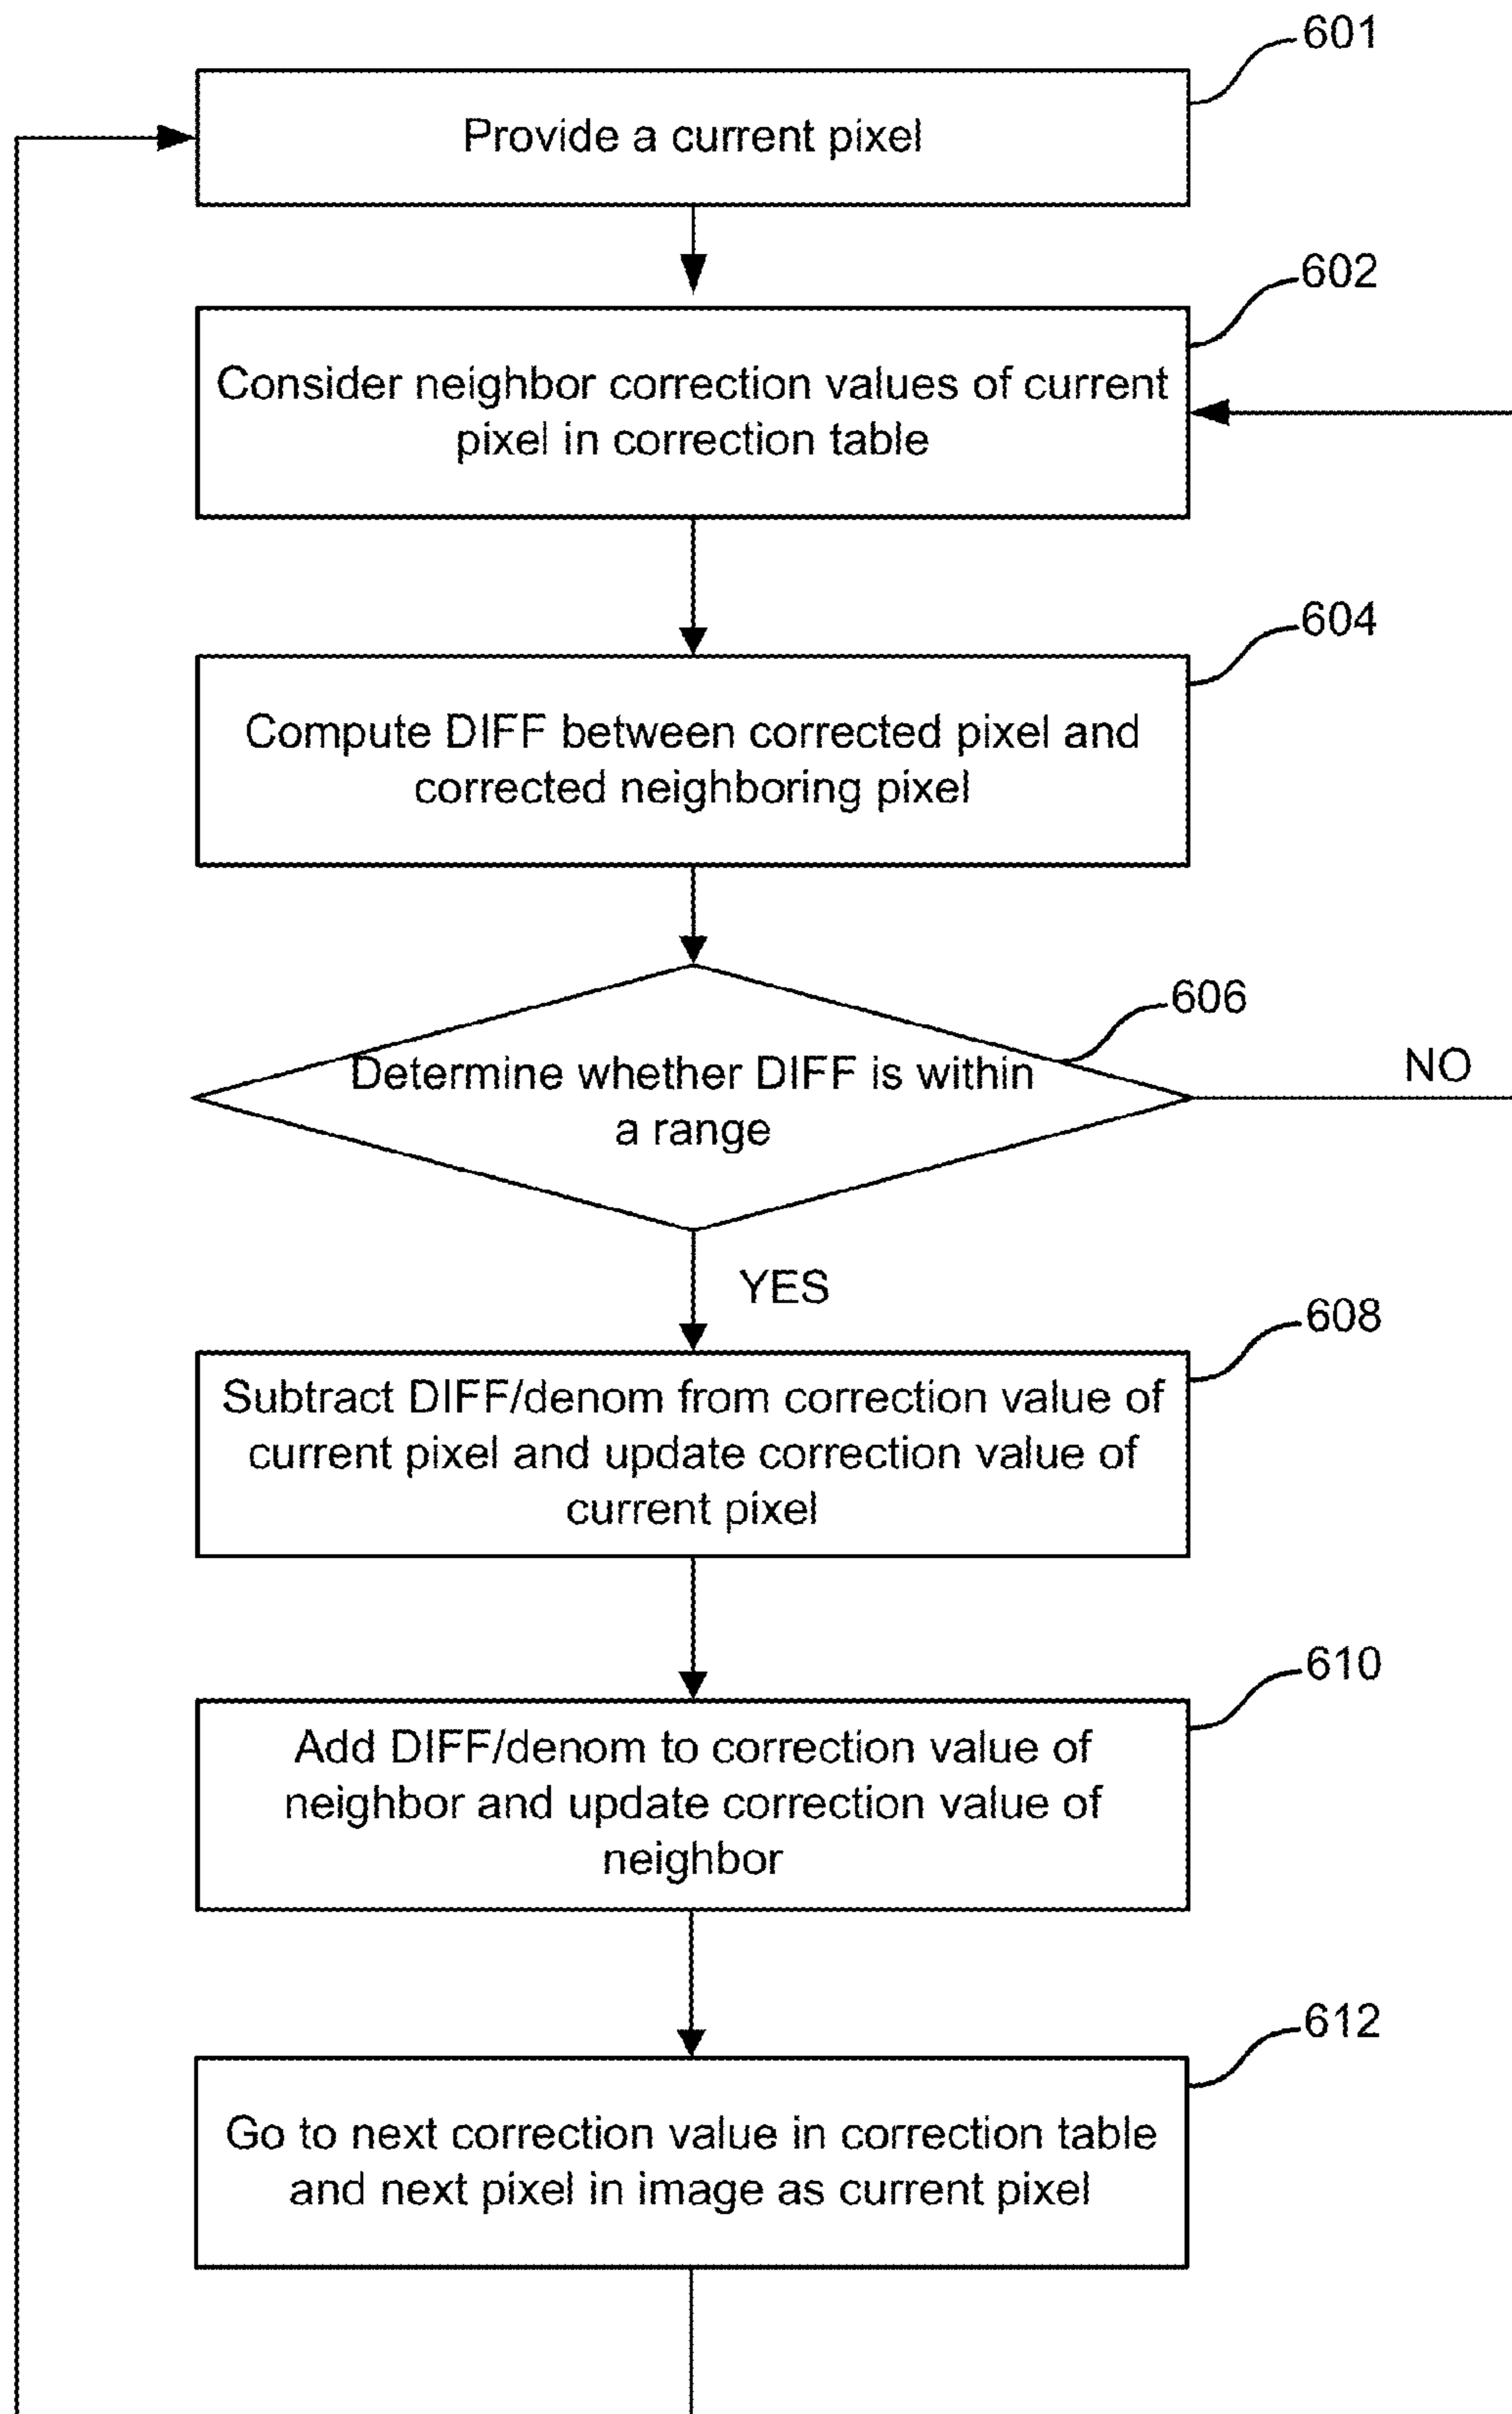 601
Provide a current pixel
602
Consider neighbor correction values of current
pixel in correction table
604
Compute DIFF between corrected pixel and
corrected neighboring pixel
606
Determine whether DIFF is within
a range
NO
YES
608
Subtract DIFF/denom from correction value of
current pixel and update correction value of
current pixel
610
Add DIFF/denom to correction value of
neighbor and update correction value of
neighbor
612
Go to next correction value in correction table
and next pixel in image as current pixel